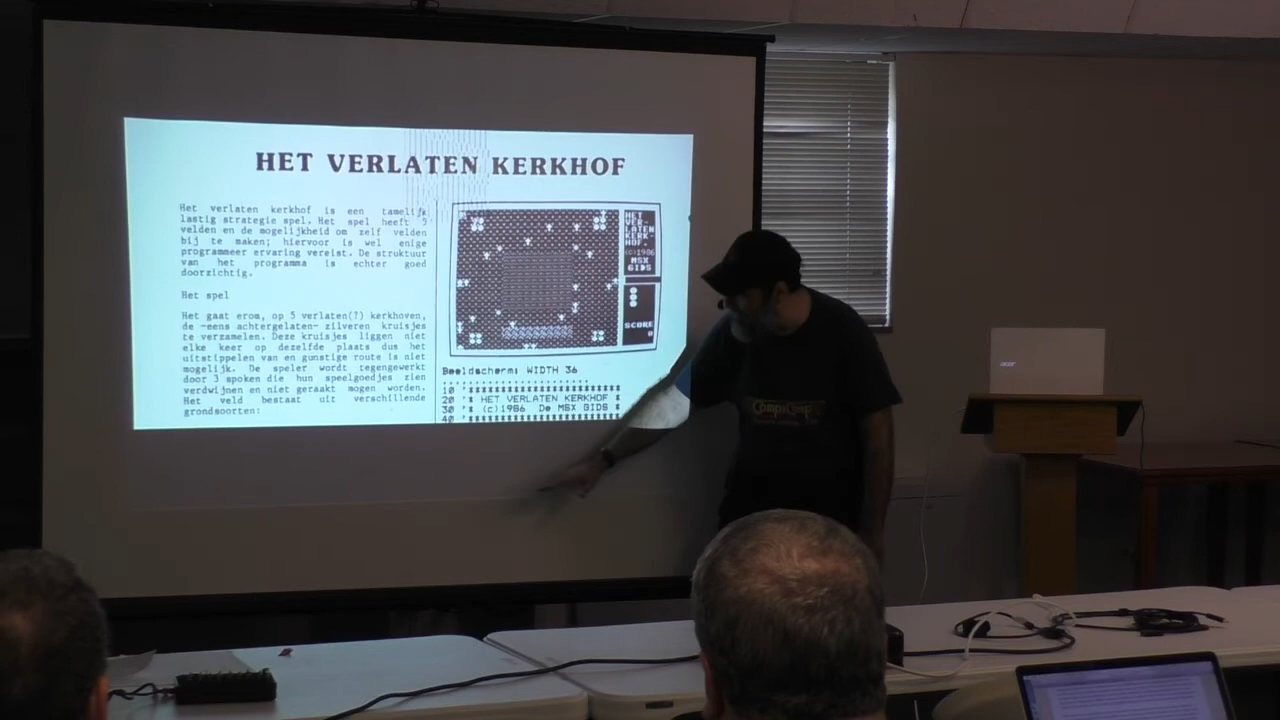 HET VERLATEN KERKHOF
Het verlaten kerkhof is een tamelijk
lastig strategie spel. Het spel heeft 5
velden en de mogelijkheid om zelf velden
bij te maken; hiervoor is wel enige
programmeer ervaring vereist. De struktuur
van het programma is echter goed
doorzichtig.
Het spel
Het gaat erom, op 5 verlaten(?) kerkhoven,
de -eens achtergelaten- zilveren kruisjes
te verzamelen. Deze kruisjes liggen niet
elke keer op dezelfde plaats dus het
uitstippelen van en gunstige route is niet
mogelijk. De speler wordt tegengewerkt
door 3 spoken die hun speelgoedjes zien
verdwijnen en niet geraakt mogen worden.
Het veld bestaat uit verschillende
grondsoorten:
HET
VER-
LATEN
KERK-
HOF.
(c)1986
MSX
GIDS
SCORE
0
Beeldscherm: WIDTH 36
10 '*************************
20 '* HET VERLATEN KERKHOF *
30 '* (c)1986 De MSX GIDS *
40 '*************************
acer